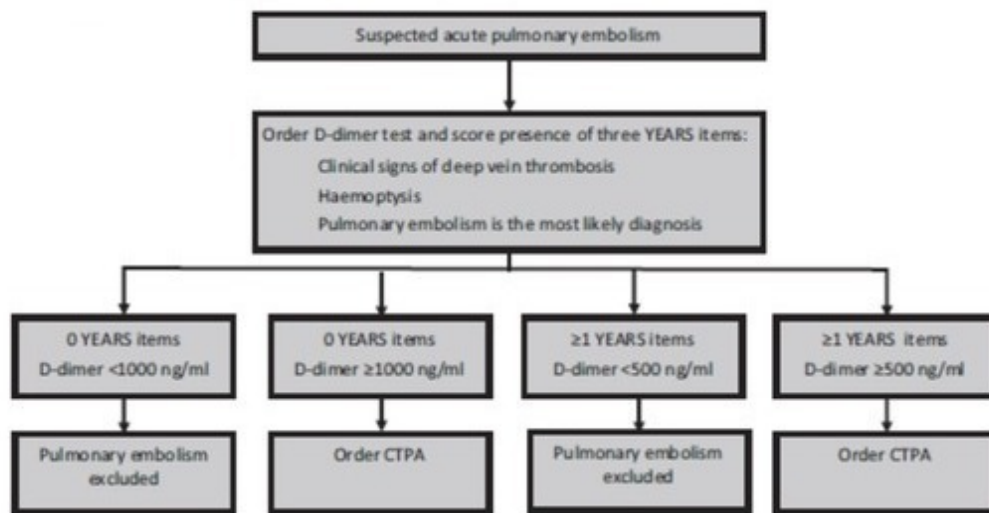 Suspected acute pulmonary embolism
Order D-dimer test and score presence of three YEARS items:
Clinical signs of deep vein thrombosis
Haemoptysis
Pulmonary embolism is the most likely diagnosis
0 YEARS items
D-dimer <1000 ng/ml
0 YEARS items
D-dimer ≥1000 ng/ml
≥1 YEARS items
D-dimer <500 ng/ml
≥1 YEARS items
D-dimer ≥500 ng/ml
Pulmonary embolism
excluded
Order CTPA
Pulmonary embolism
excluded
Order CTPA